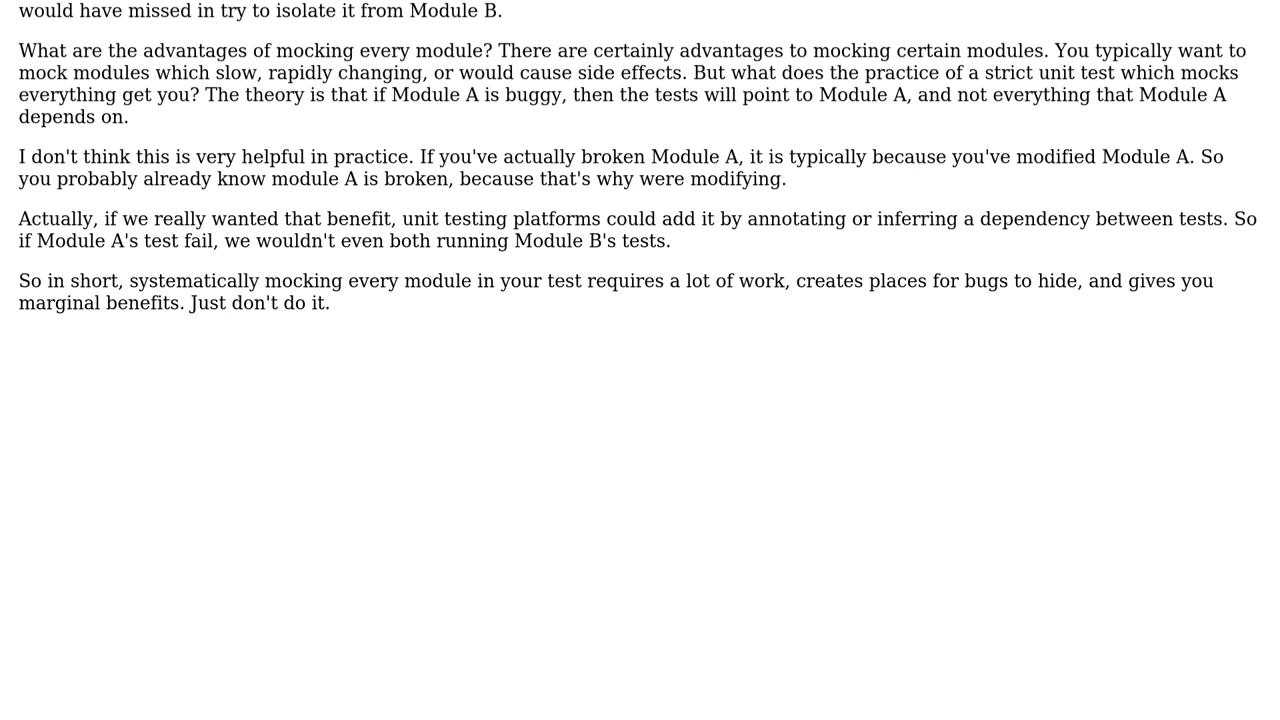 would have missed in try to isolate it from Module B.
What are the advantages of mocking every module? There are certainly advantages to mocking certain modules. You typically want to
mock modules which slow, rapidly changing, or would cause side effects. But what does the practice of a strict unit test which mocks
everything get you? The theory is that if Module A is buggy, then the tests will point to Module A, and not everything that Module A
depends on.
I don't think this is very helpful in practice. If you've actually broken Module A, it is typically because you've modified Module A. So
you probably already know module A is broken, because that's why were modifying.
Actually, if we really wanted that benefit, unit testing platforms could add it by annotating or inferring a dependency between tests. So
if Module A's test fail, we wouldn't even both running Module B's tests.
So in short, systematically mocking every module in your test requires a lot of work, creates places for bugs to hide, and gives you
marginal benefits. Just don't do it.